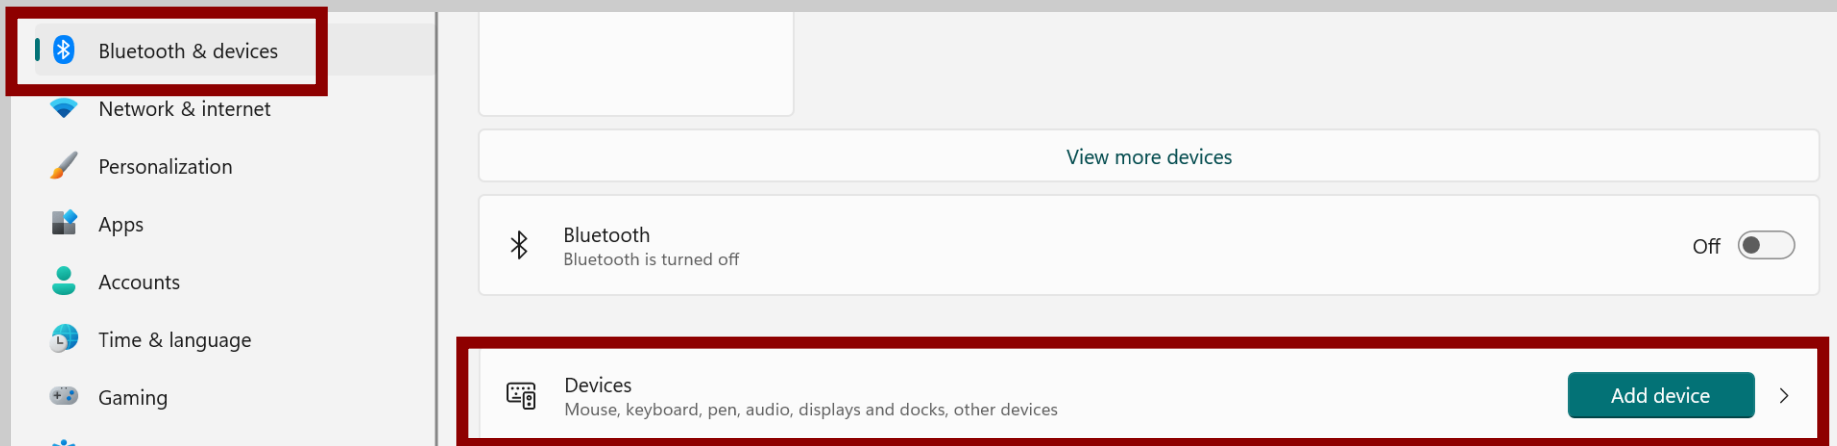 Bluetooth & devices
Network & internet
Personalization
Apps
Accounts
Time & language
Gaming
View more devices
Bluetooth
Bluetooth is turned off
Off
Devices
Mouse, keyboard, pen, audio, displays and docks, other devices
Add device